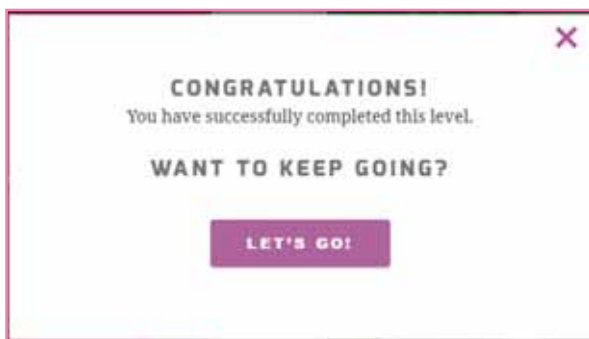 CONGRATULATIONS!
You have successfully completed this level.
WANT TO KEEP GOING?
LET'S GO!